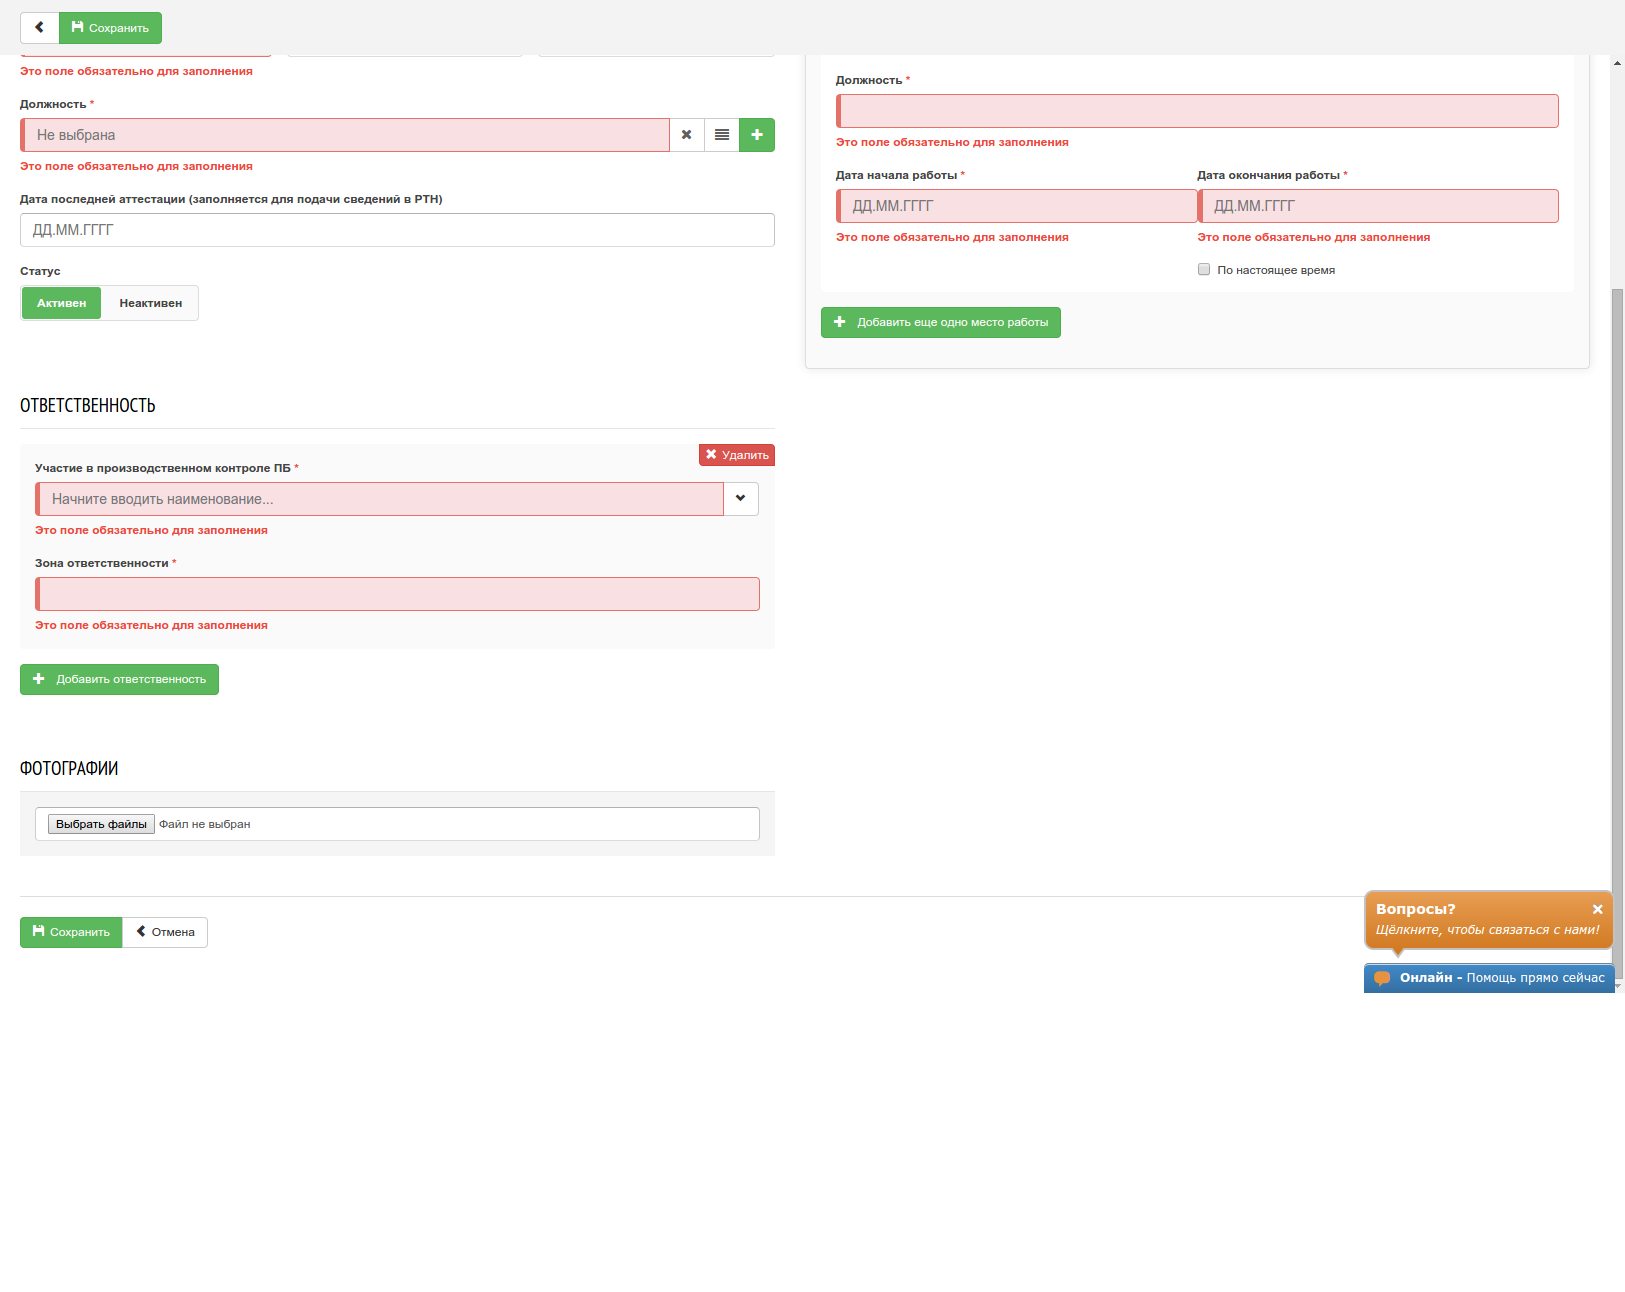 Сохранить
Это поле обязательно для заполнения
Должность *
Не выбрана
Это поле обязательно для заполнения
Дата последней аттестации (заполняется для подачи сведений в РТН)
ДД.ММ.ГГГГ
Статус
Активен Неактивен
Должность *
Это поле обязательно для заполнения
Дата начала работы * Дата окончания работы *
ДД.ММ.ГГГГ ДД.ММ.ГГГГ
Это поле обязательно для заполнения Это поле обязательно для заполнения
По настоящее время
Добавить еще одно место работы
ОТВЕТСТВЕННОСТЬ
Удалить
Участие в производственном контроле ПБ *
Начните вводить наименование...
Это поле обязательно для заполнения
Зона ответственности *
Это поле обязательно для заполнения
Добавить ответственность
ФОТОГРАФИИ
Выбрать файлы Файл не выбран
Сохранить Отмена
Вопросы?
Щёлкните, чтобы связаться с нами!
Онлайн - Помощь прямо сейчас